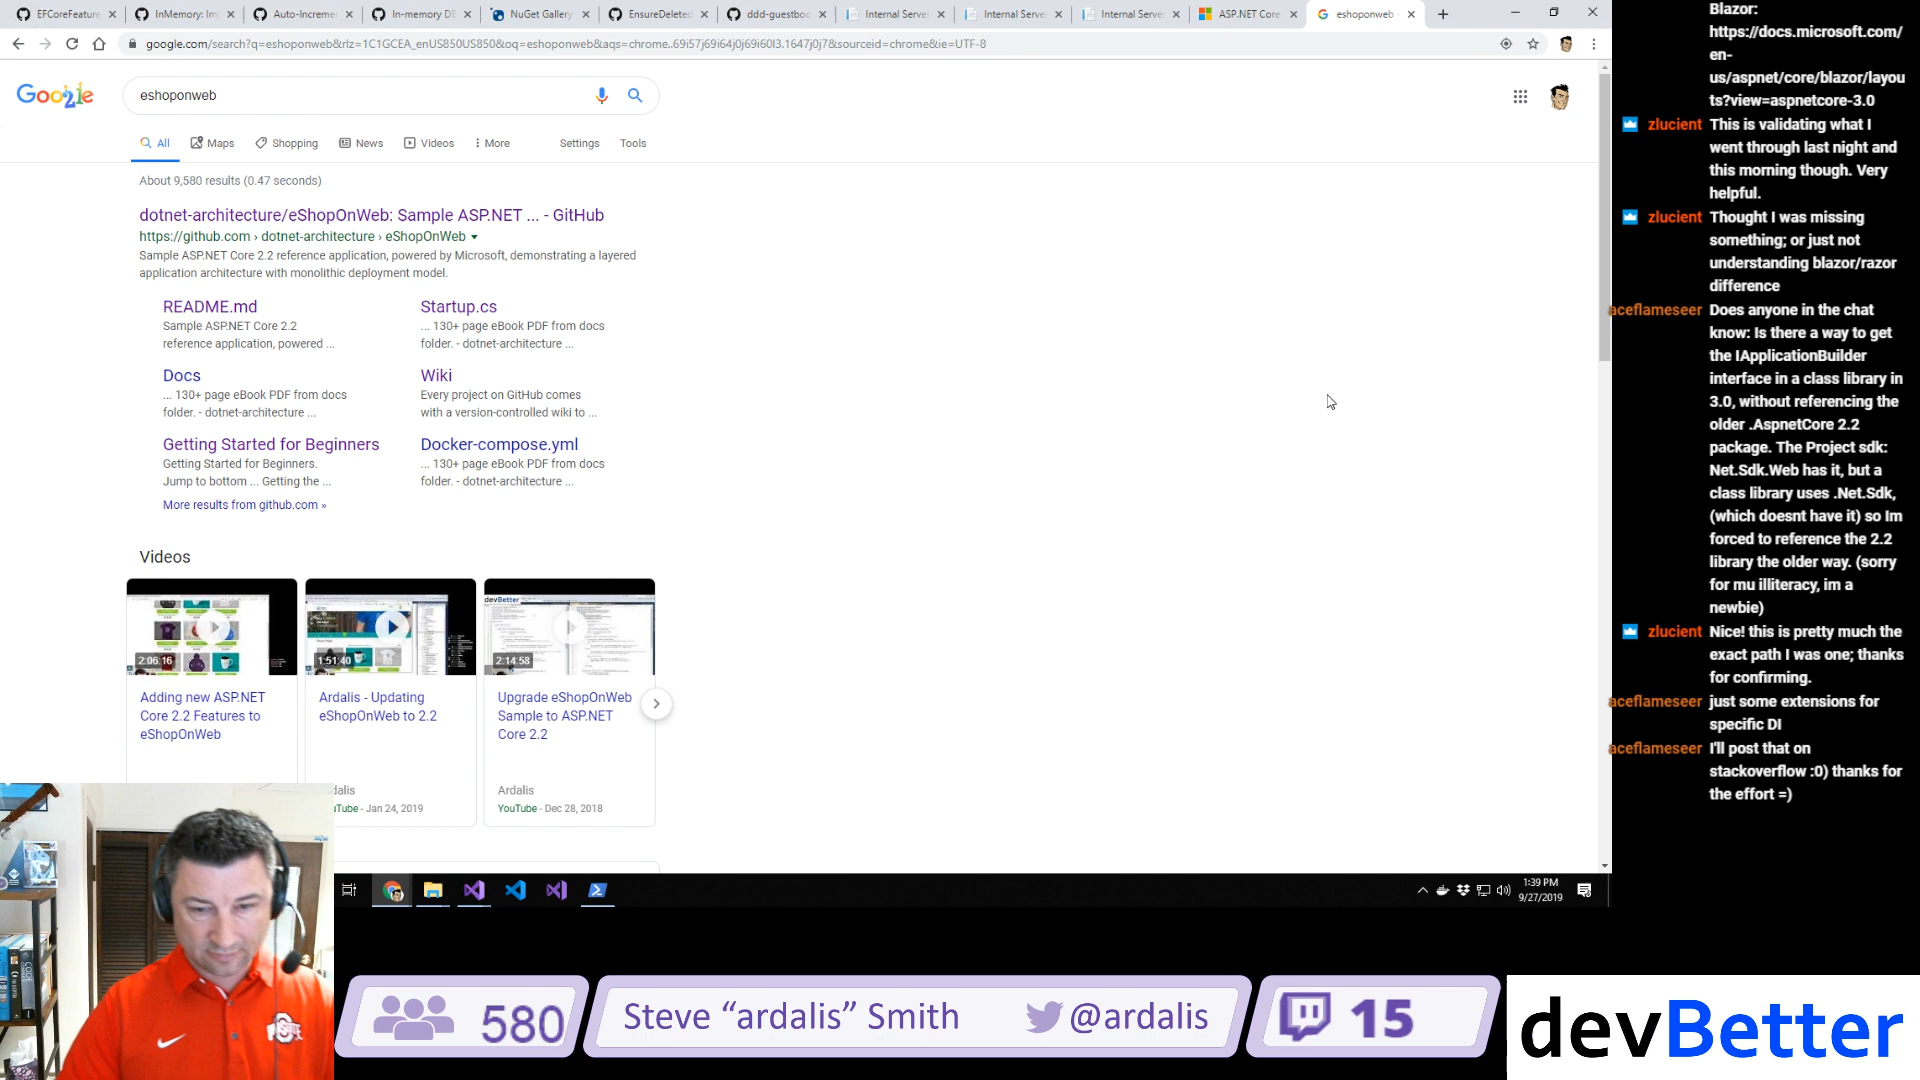 EFCoreFeature
InMemory: Im
Auto-Increme
In-memory DB
NuGet Gallery
EnsureDeleted
ddd-guestboo
Internal Serve
Internal Serve
Internal Serve
ASP.NET Core
eshoponweb
google.com/search?q=eshoponweb&rlz=1C1GCEA_enUS850US850&oq=eshoponweb&aqs=chrome..69i57j69i64j0j69i60l3.1647j0j7&sourceid=chrome&ie=UTF-8
eshoponweb
All
Maps
Shopping
News
Videos
More
Settings
Tools
About 9,580 results (0.47 seconds)
dotnet-architecture/eShopOnWeb: Sample ASP.NET ... - GitHub
https://github.com › dotnet-architecture › eShopOnWeb
Sample ASP.NET Core 2.2 reference application, powered by Microsoft, demonstrating a layered
application architecture with monolithic deployment model.
README.md
Sample ASP.NET Core 2.2
reference application, powered ...
Startup.cs
... 130+ page eBook PDF from docs
folder. - dotnet-architecture ...
Docs
... 130+ page eBook PDF from docs
folder. - dotnet-architecture ...
Wiki
Every project on GitHub comes
with a version-controlled wiki to ...
Getting Started for Beginners
Getting Started for Beginners.
Jump to bottom ... Getting the ...
Docker-compose.yml
... 130+ page eBook PDF from docs
folder. - dotnet-architecture ...
More results from github.com »
Videos
2:06:16
Adding new ASP.NET
Core 2.2 Features to
eShopOnWeb
1:51:40
Ardalis - Updating
eShopOnWeb to 2.2
dalis
uTube - Jan 24, 2019
devBetter
2:14:58
Upgrade eShopOnWeb
Sample to ASP.NET
Core 2.2
Ardalis
YouTube - Dec 28, 2018
1:39 PM
9/27/2019
Blazor:
https://docs.microsoft.com/
en-
us/aspnet/core/blazor/layou
ts?view=aspnetcore-3.0
zlucient This is validating what I
went through last night and
this morning though. Very
helpful.
zlucient Thought I was missing
something; or just not
understanding blazor/razor
difference
aceflameseer Does anyone in the chat
know: Is there a way to get
the IApplicationBuilder
interface in a class library in
3.0, without referencing the
older .AspnetCore 2.2
package. The Project sdk:
Net.Sdk.Web has it, but a
class library uses .Net.Sdk,
(which doesnt have it) so Im
forced to reference the 2.2
library the older way. (sorry
for mu illiteracy, im a
newbie)
zlucient Nice! this is pretty much the
exact path I was one; thanks
for confirming.
aceflameseer just some extensions for
specific DI
aceflameseer I'll post that on
stackoverflow :0) thanks for
the effort =)
580
Steve “ardalis” Smith
@ardalis
15
devBetter